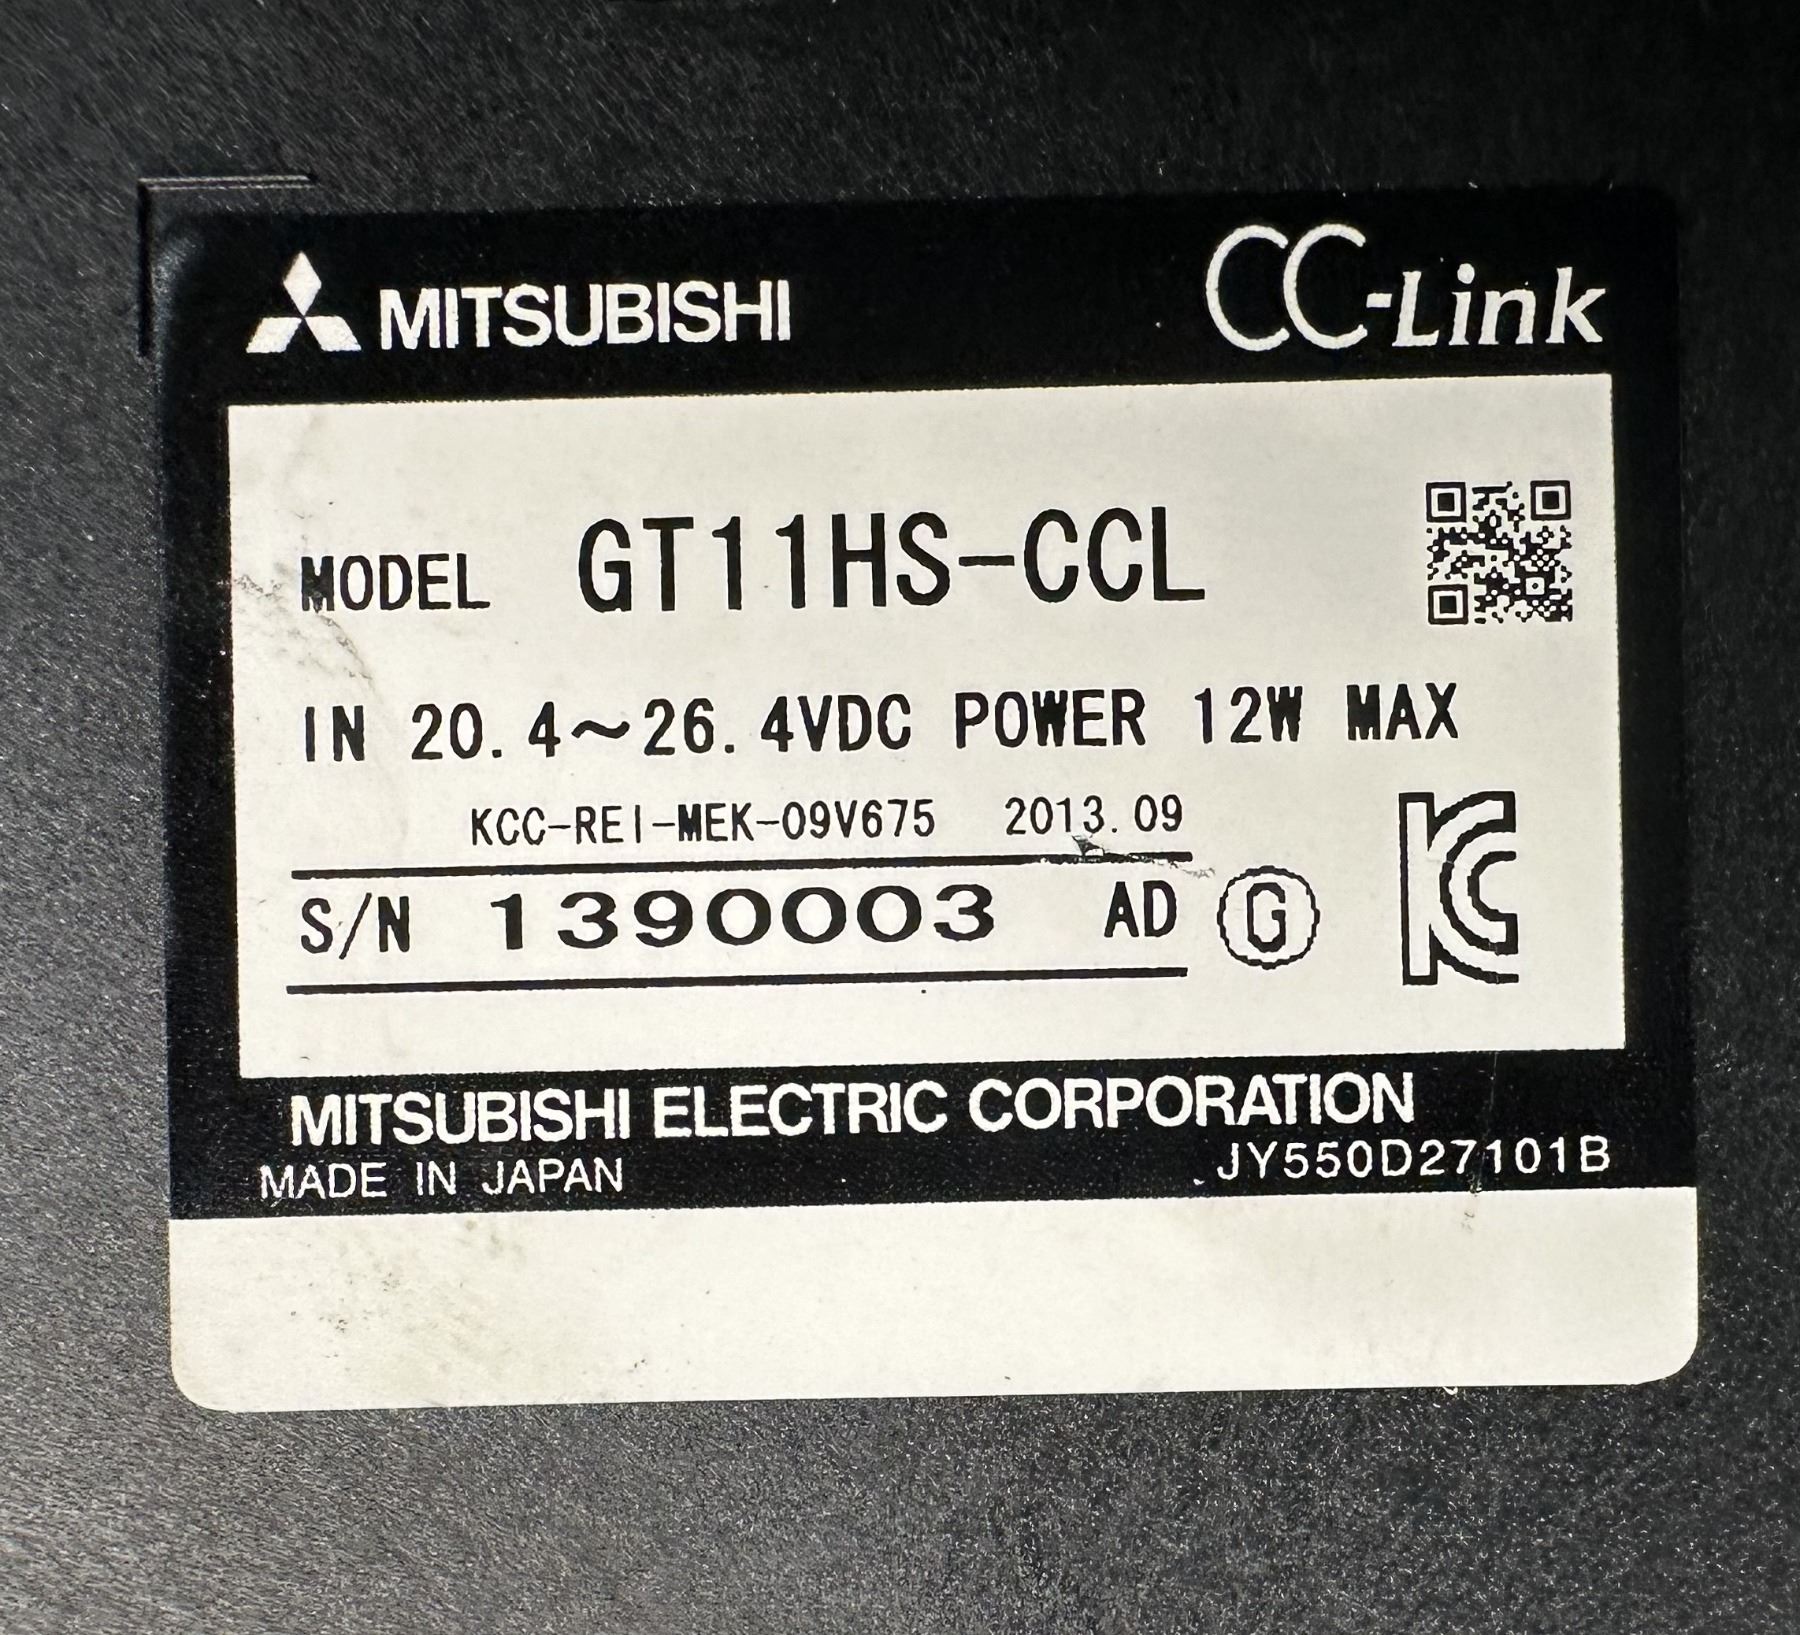 MITSUBISHI CC-Link
MODEL GT11HS-CCL
IN 20.4~26.4VDC POWER 12W MAX
KCC-REI-MEK-09V675 2013.09
S/N 1390003 AD G KC
MITSUBISHI ELECTRIC CORPORATION
MADE IN JAPAN JY550D27101B